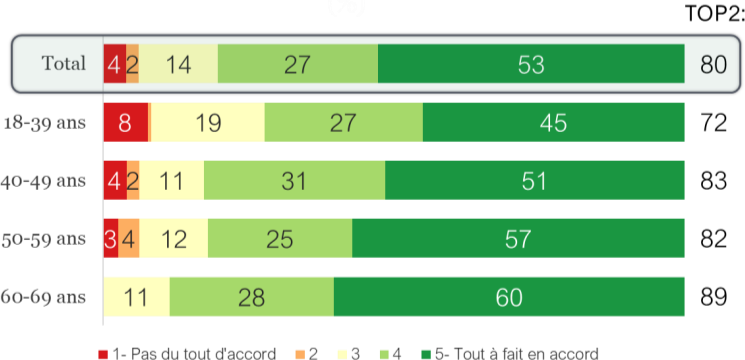 TOP2:
Total 4 2 14 27 53 80
18-39 ans 8 19 27 45 72
40-49 ans 4 2 11 31 51 83
50-59 ans 3 4 12 25 57 82
60-69 ans 11 28 60 89
1- Pas du tout d'accord 2 3 4 5- Tout à fait en accord